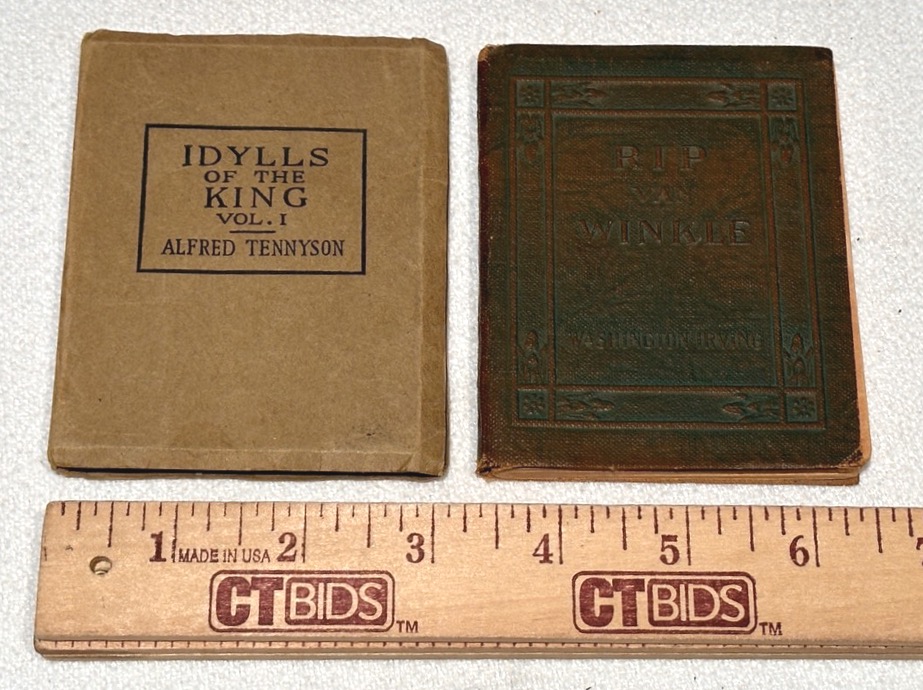 IDYLLS
OF THE
KING
VOL. I
ALFRED TENNYSON
RIP
VAN
WINKLE
WASHINGTON IRVING
1 MADE IN USA 2 3 4 5 6
CTBIDS TM CTBIDS TM